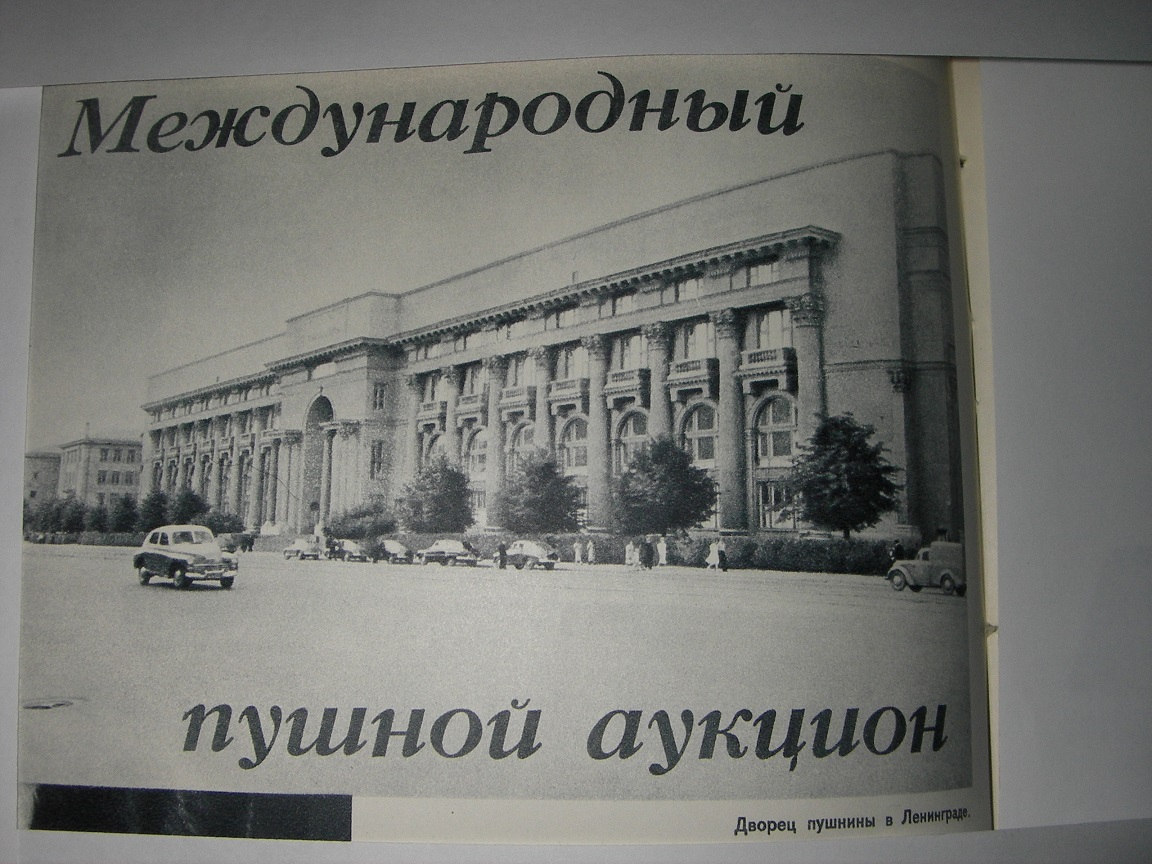 Международный
пушной аукцион
Дворец пушнины в Ленинграде.